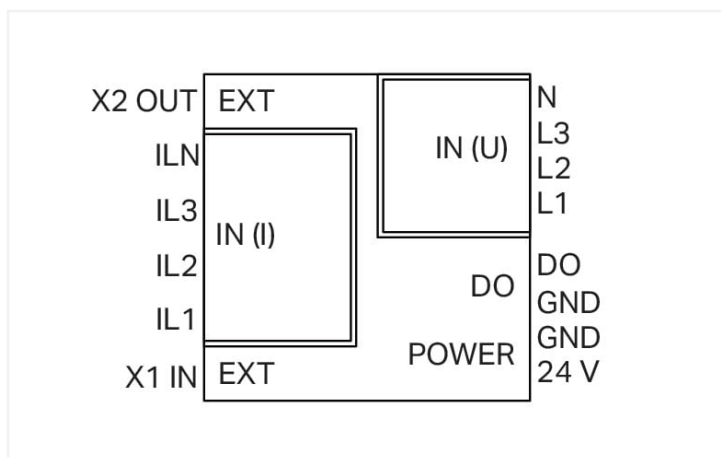 X2 OUT EXT N
L3
ILN IN (U) L2
L1
IL3
IN (I)
IL2 DO
DO GND
IL1 GND
POWER 24 V
X1 IN EXT